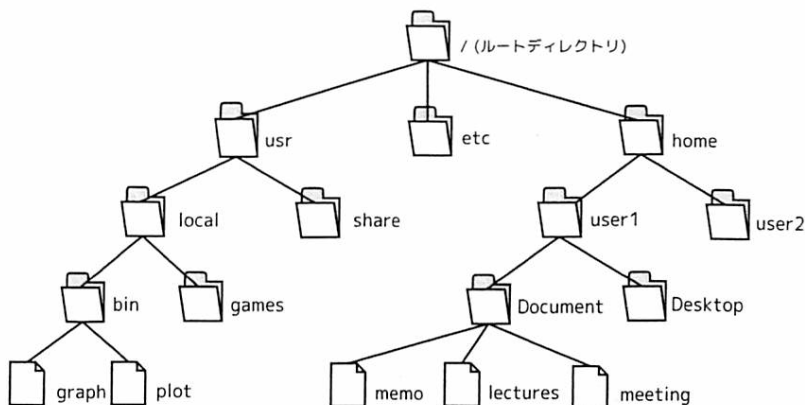 / (ルートディレクトリ)
usr
etc
home
local
share
user1
user2
bin
games
Document
Desktop
graph
plot
memo
lectures
meeting